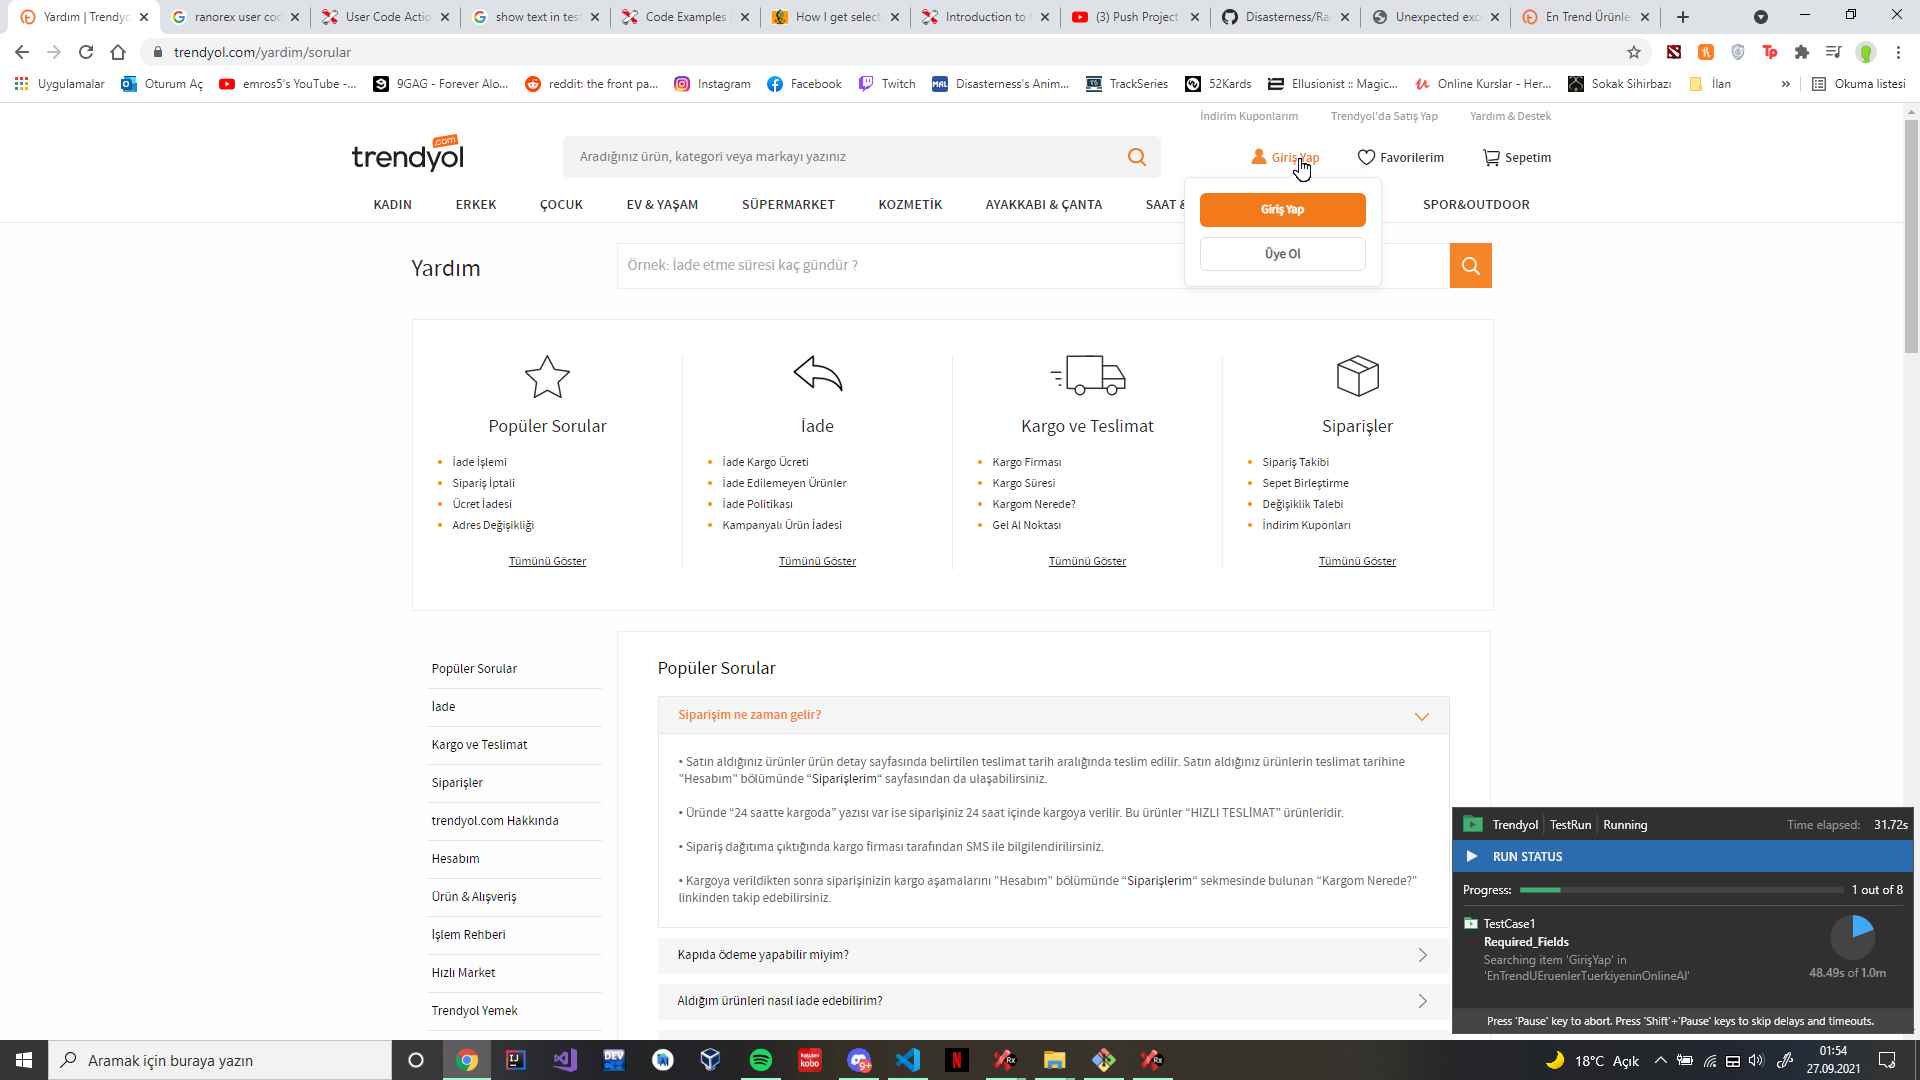 Yardım | Trendyo
ranorex user cod
User Code Actio
show text in test
Code Examples
How I get select
Introduction to
(3) Push Project
Disasterness/Ra
Unexpected exc
En Trend Ürünle
trendyol.com/yardim/sorular
Uygulamalar
Oturum Aç
emros5's YouTube -...
9GAG - Forever Alo...
reddit: the front pa...
Instagram
Facebook
Twitch
Disasterness's Anim...
TrackSeries
52Kards
Ellusionist :: Magic...
Online Kurslar - Her...
Sokak Sihirbazı
İlan
»
Okuma listesi
İndirim Kuponlarım
Trendyol'da Satış Yap
Yardım & Destek
trendyol
.com
Aradığınız ürün, kategori veya markayı yazınız
Giriş Yap
Favorilerim
Sepetim
KADIN
ERKEK
ÇOCUK
EV & YAŞAM
SÜPERMARKET
KOZMETİK
AYAKKABI & ÇANTA
SAAT &
SPOR&OUTDOOR
Giriş Yap
Üye Ol
Yardım
Örnek: İade etme süresi kaç gündür ?
Popüler Sorular
İade İşlemi
Sipariş İptali
Ücret İadesi
Adres Değişikliği
Tümünü Göster
İade
İade Kargo Ücreti
İade Edilemeyen Ürünler
İade Politikası
Kampanyalı Ürün İadesi
Tümünü Göster
Kargo ve Teslimat
Kargo Firması
Kargo Süresi
Kargom Nerede?
Gel Al Noktası
Tümünü Göster
Siparişler
Sipariş Takibi
Sepet Birleştirme
Değişiklik Talebi
İndirim Kuponları
Tümünü Göster
Popüler Sorular
İade
Kargo ve Teslimat
Siparişler
trendyol.com Hakkında
Hesabım
Ürün & Alışveriş
İşlem Rehberi
Hızlı Market
Trendyol Yemek
Popüler Sorular
Siparişim ne zaman gelir?
• Satın aldığınız ürünler ürün detay sayfasında belirtilen teslimat tarih aralığında teslim edilir. Satın aldığınız ürünlerin teslimat tarihine
"Hesabım" bölümünde “Siparişlerim“ sayfasından da ulaşabilirsiniz.
• Üründe “24 saatte kargoda” yazısı var ise siparişiniz 24 saat içinde kargoya verilir. Bu ürünler “HIZLI TESLİMAT” ürünleridir.
• Sipariş dağıtıma çıktığında kargo firması tarafından SMS ile bilgilendirilirsiniz.
• Kargoya verildikten sonra siparişinizin kargo aşamalarını "Hesabım" bölümünde “Siparişlerim“ sekmesinde bulunan “Kargom Nerede?”
linkinden takip edebilirsiniz.
Kapıda ödeme yapabilir miyim?
Aldığım ürünleri nasıl iade edebilirim?
Trendyol
TestRun
Running
Time elapsed: 31.72s
RUN STATUS
Progress:
1 out of 8
TestCase1
Required_Fields
Searching item 'GirişYap' in
'EnTrendUEruenlerTuerkiyeninOnlineAl'
48.49s of 1.0m
Press 'Pause' key to abort. Press 'Shift'+'Pause' keys to skip delays and timeouts.
Aramak için buraya yazın
18°C Açık
01:54
27.09.2021